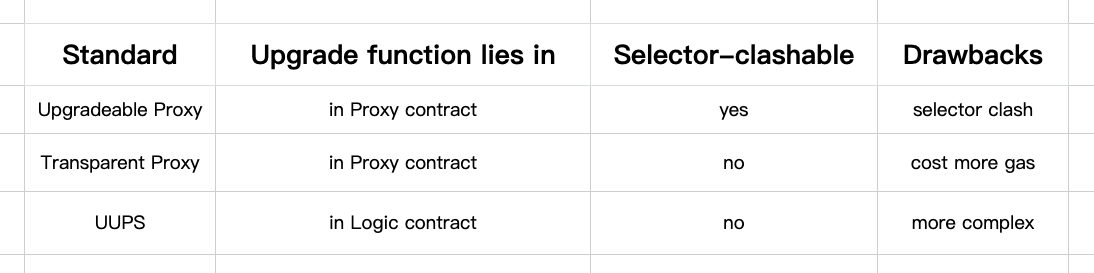 Standard Upgrade function lies in Selector-clashable Drawbacks
Upgradeable Proxy in Proxy contract yes selector clash
Transparent Proxy in Proxy contract no cost more gas
UUPS in Logic contract no more complex